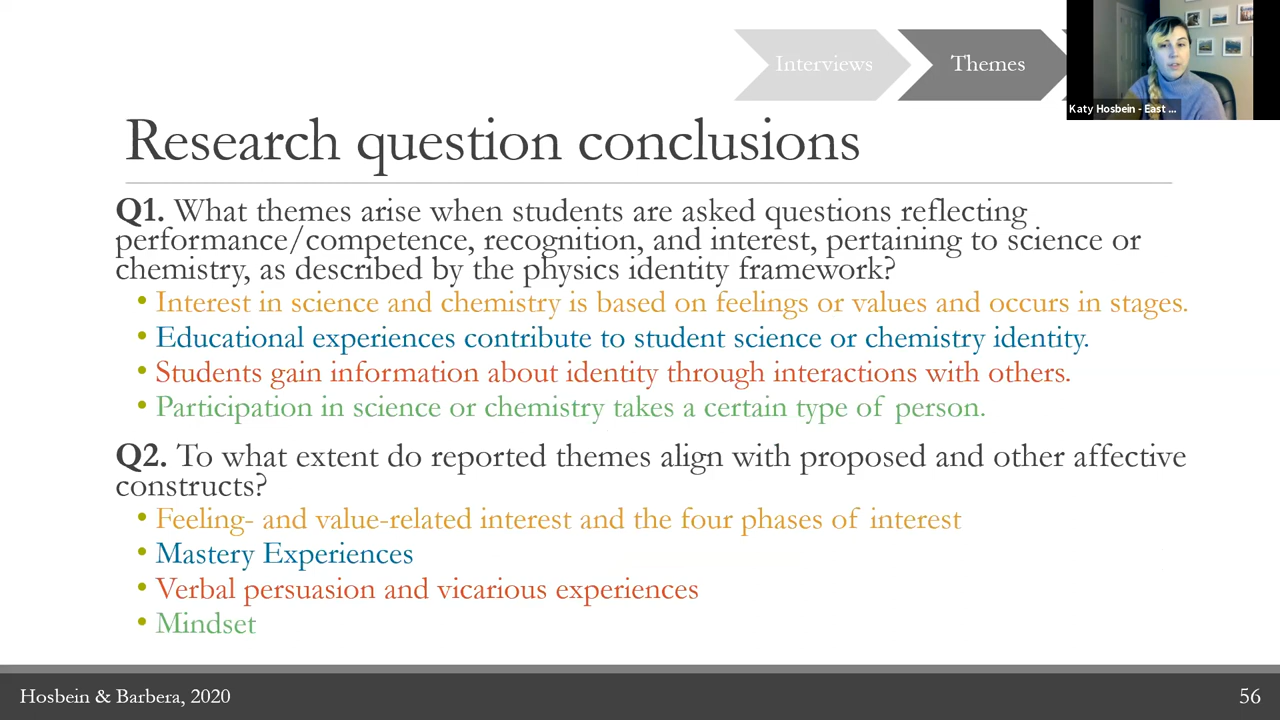 Interviews
Themes
Katy Hosbein - East ...
Research question conclusions
Q1. What themes arise when students are asked questions reflecting
performance/competence, recognition, and interest, pertaining to science or
chemistry, as described by the physics identity framework?
• Interest in science and chemistry is based on feelings or values and occurs in stages.
• Educational experiences contribute to student science or chemistry identity.
• Students gain information about identity through interactions with others.
• Participation in science or chemistry takes a certain type of person.
Q2. To what extent do reported themes align with proposed and other affective
constructs?
• Feeling- and value-related interest and the four phases of interest
• Mastery Experiences
• Verbal persuasion and vicarious experiences
• Mindset
Hosbein & Barbera, 2020
56